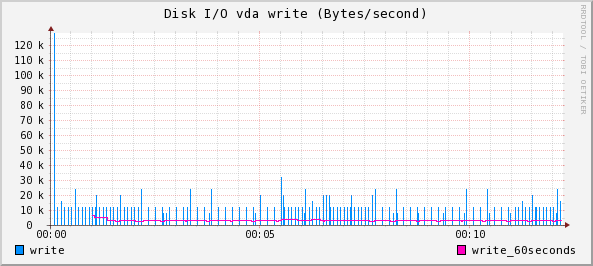 Disk I/O vda write (Bytes/second)
RRDTOOL / TOBI OETIKER
120 k
110 k
100 k
90 k
80 k
70 k
60 k
50 k
40 k
30 k
20 k
10 k
0
00:00 00:05 00:10
write write_60seconds